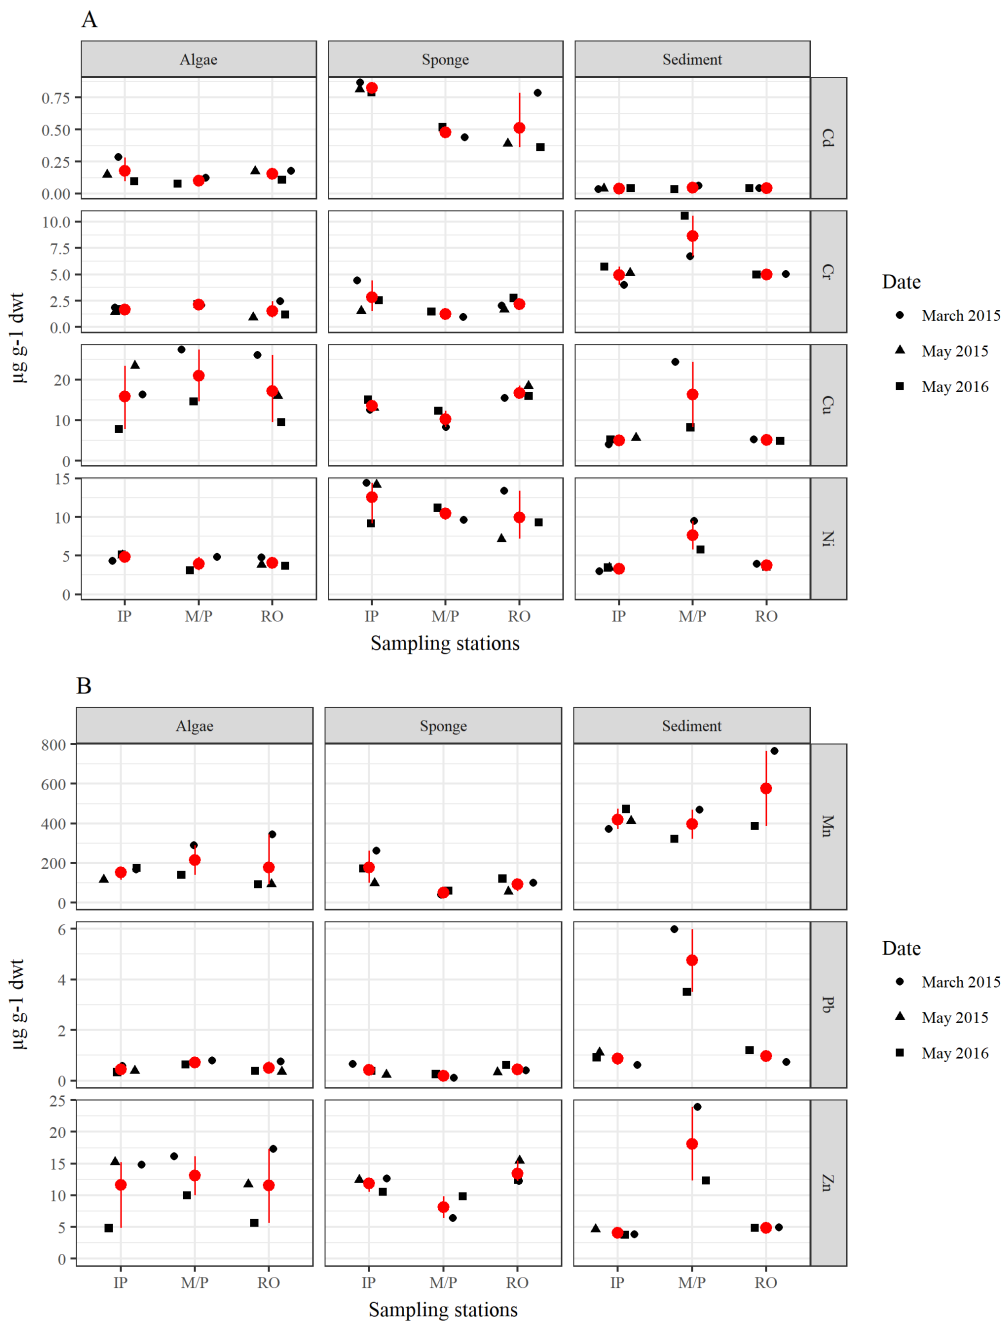 A
Algae Sponge Sediment
0.75
0.50
0.25
0.00
Cd
10.0
7.5
5.0
2.5
0.0
Cr
20
10
0
Cu
15
10
5
0
Ni
IP M/P RO IP M/P RO IP M/P RO
Sampling stations
µg g-1 dwt
Date
March 2015
May 2015
May 2016
B
Algae Sponge Sediment
800
600
400
200
0
Mn
6
4
2
0
Pb
25
20
15
10
5
0
Zn
IP M/P RO IP M/P RO IP M/P RO
Sampling stations
µg g-1 dwt
Date
March 2015
May 2015
May 2016